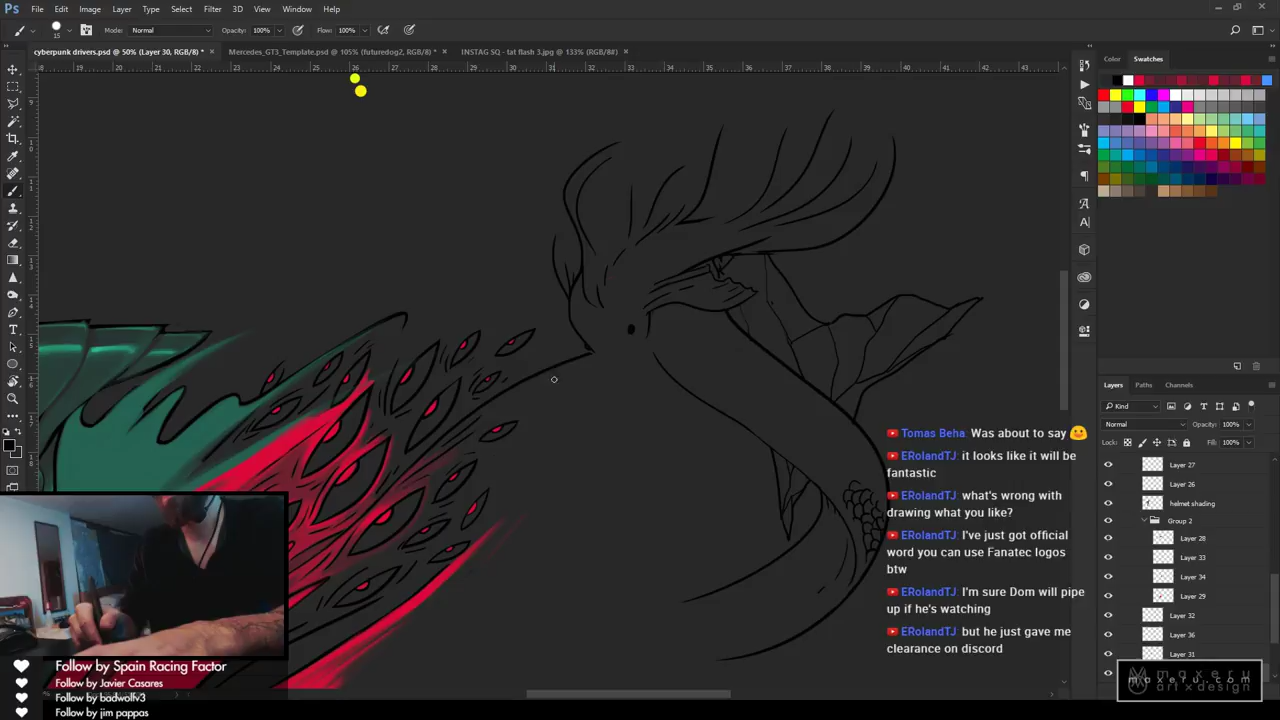 Ps File Edit Image Layer Type Select Filter 3D View Window Help
15 Mode: Normal Opacity: 100% Flow: 100%
cyberpunk drivers.psd @ 50% (Layer 30, RGB/8) * × Mercedes_GT3_Template.psd @ 105% (futuredog2, RGB/8) * × INSTAG SQ - tat flash 3.jpg @ 133% (RGB/8#) ×
Color Swatches
Layers Paths Channels
Kind
Normal Opacity: 100%
Lock: Fill: 100%
Layer 27
Layer 26
helmet shading
Group 2
Layer 28
Layer 33
Layer 34
Layer 29
Layer 32
Layer 36
Layer 31
Tomas Beha: Was about to say
ERolandTJ: it looks like it will be
fantastic
ERolandTJ: what's wrong with
drawing what you like?
ERolandTJ: I've just got official
word you can use Fanatec logos
btw
ERolandTJ: I'm sure Dom will pipe
up if he's watching
ERolandTJ: but he just gave me
clearance on discord
Follow by Spain Racing Factor
Follow by Javier Casares
Follow by badwolfv3
Follow by jim pappas
maxeru
art x design
maxeru.com